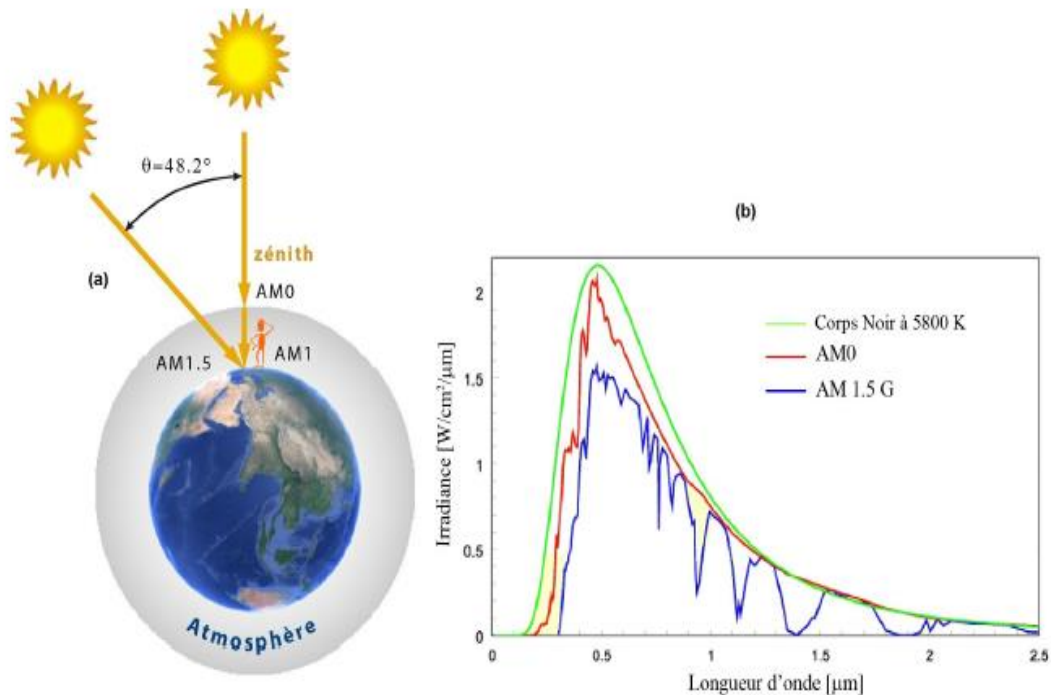 θ=48.2°
(a)
zénith
AM0
AM1.5
AM1
Atmosphère
(b)
Irradiance [W/cm²/µm]
2
1.5
1
0.5
0
Corps Noir à 5800 K
AM0
AM 1.5 G
0 0.5 1 1.5 2 2.5
Longueur d'onde [µm]